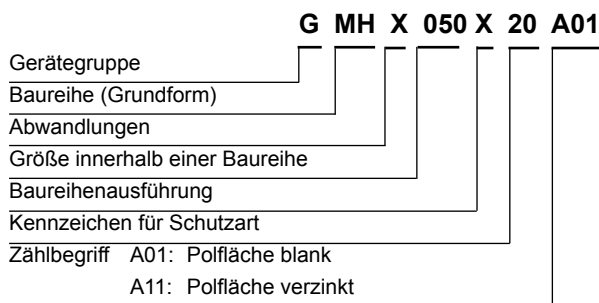 G MH X 050 X 20 A01
Gerätegruppe
Baureihe (Grundform)
Abwandlungen
Größe innerhalb einer Baureihe
Baureihenausführung
Kennzeichen für Schutzart
Zählbegriff A01: Polfläche blank
A11: Polfläche verzinkt